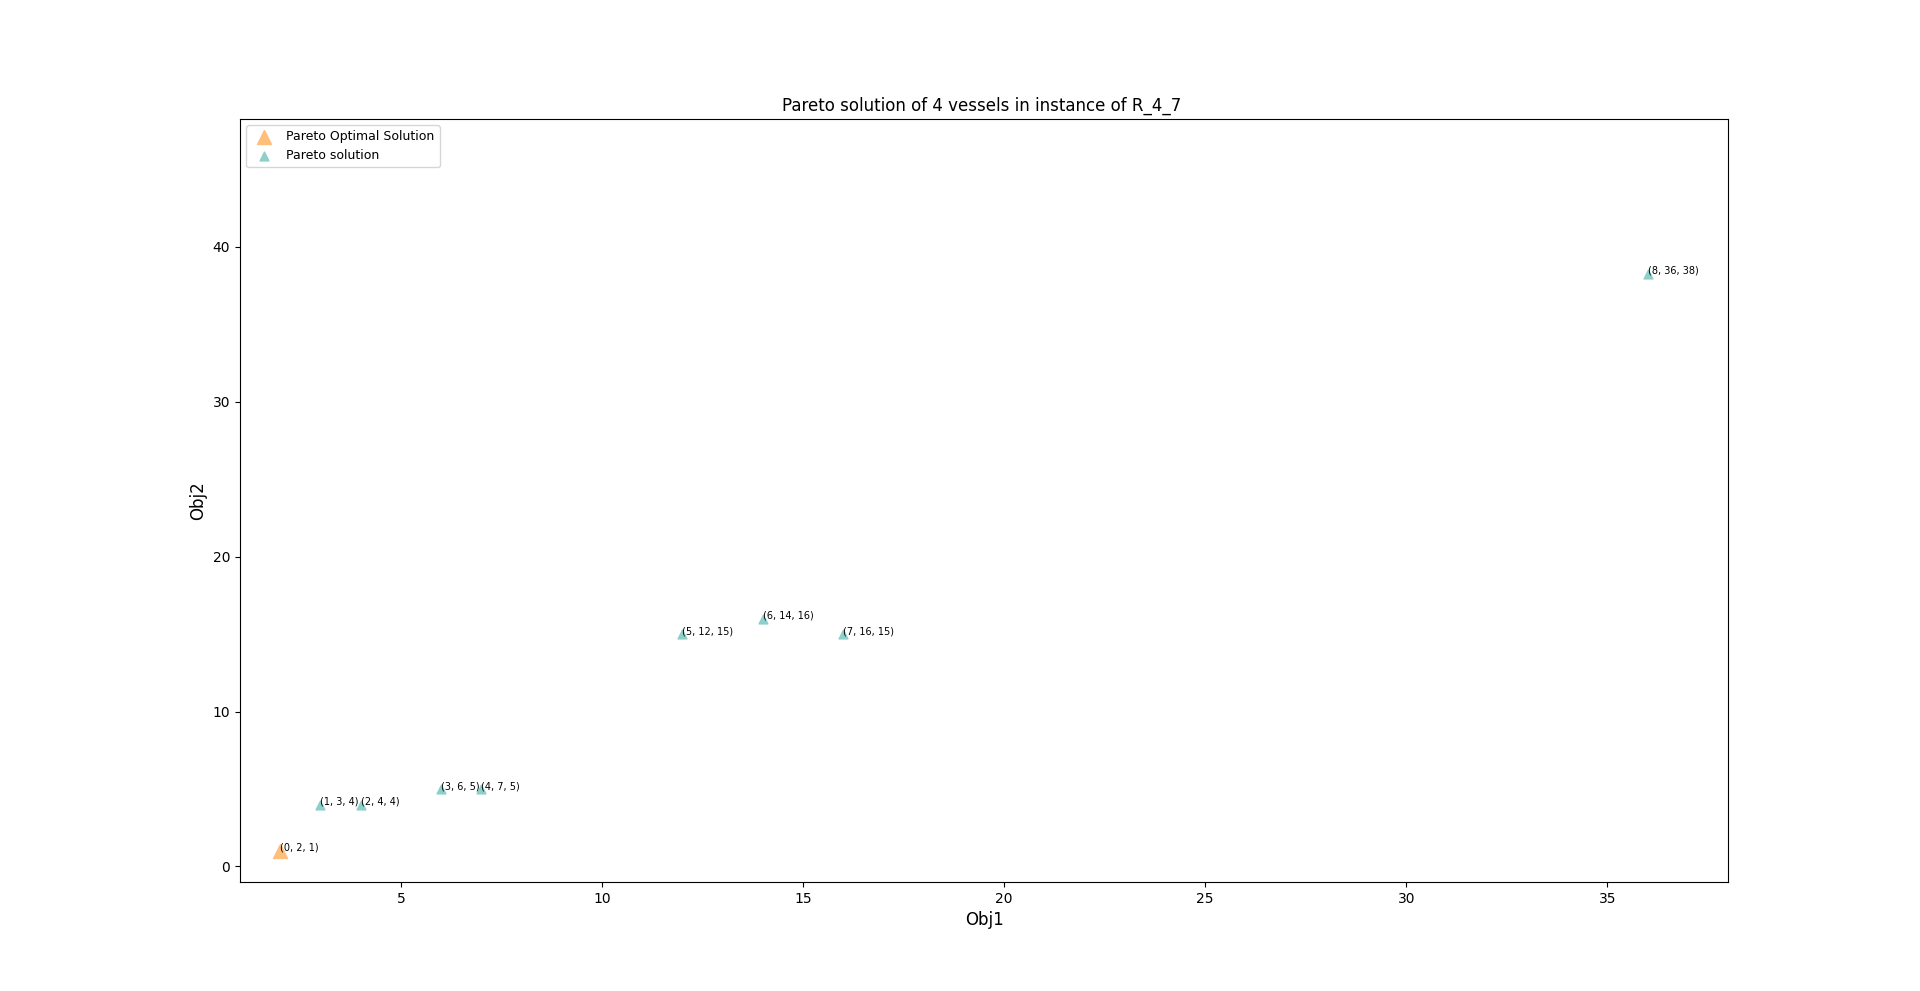 Pareto solution of 4 vessels in instance of R_4_7
Pareto Optimal Solution
Pareto solution
40
30
20
10
0
Obj2
(8, 36, 38)
(6, 14, 16)
(5, 12, 15)
(7, 16, 15)
(3, 6, 5)
(4, 7, 5)
(1, 3, 4)
(2, 4, 4)
(0, 2, 1)
5 10 15 20 25 30 35
Obj1